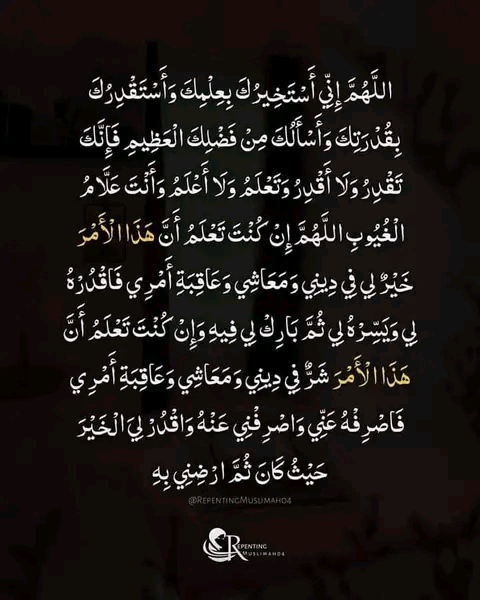 اللَّهُمَّ إِنِّي أَسْتَخِيرُكَ بِعِلْمِكَ وَأَسْتَقْدِرُكَ
بِقُدْرَتِكَ وَأَسْأَلُكَ مِنْ فَضْلِكَ الْعَظِيمِ فَإِنَّكَ
تَقْدِرُ وَلَا أَقْدِرُ وَتَعْلَمُ وَلَا أَعْلَمُ وَأَنْتَ عَلَّامُ
الْغُيُوبِ اللَّهُمَّ إِنْ كُنْتَ تَعْلَمُ أَنَّ هَذَا الْأَمْرَ
خَيْرٌ لِي فِي دِينِي وَمَعَاشِي وَعَاقِبَةِ أَمْرِي فَاقْدُرْهُ
لِي وَيَسِّرْهُ لِي ثُمَّ بَارِكْ لِي فِيهِ وَإِنْ كُنْتَ تَعْلَمُ أَنَّ
هَذَا الْأَمْرَ شَرٌّ فِي دِينِي وَمَعَاشِي وَعَاقِبَةِ أَمْرِي
فَاصْرِفْهُ عَنِّي وَاصْرِفْنِي عَنْهُ وَاقْدُرْ لِيَ الْخَيْرَ
حَيْثُ كَانَ ثُمَّ ارْضِنِي بِهِ
@REPENTINGMUSLIMAH04
REPENTING
MUSLIMAH04